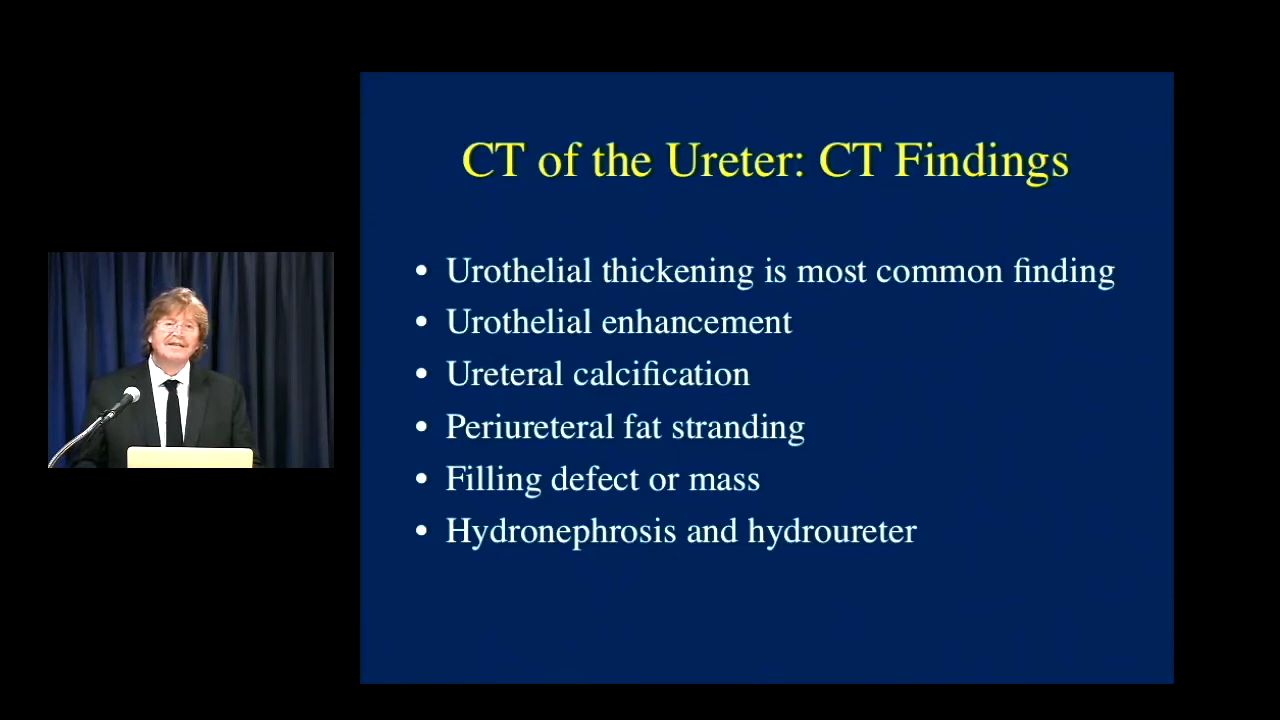 CT of the Ureter: CT Findings
• Urothelial thickening is most common finding
• Urothelial enhancement
• Ureteral calcification
• Periureteral fat stranding
• Filling defect or mass
• Hydronephrosis and hydroureter